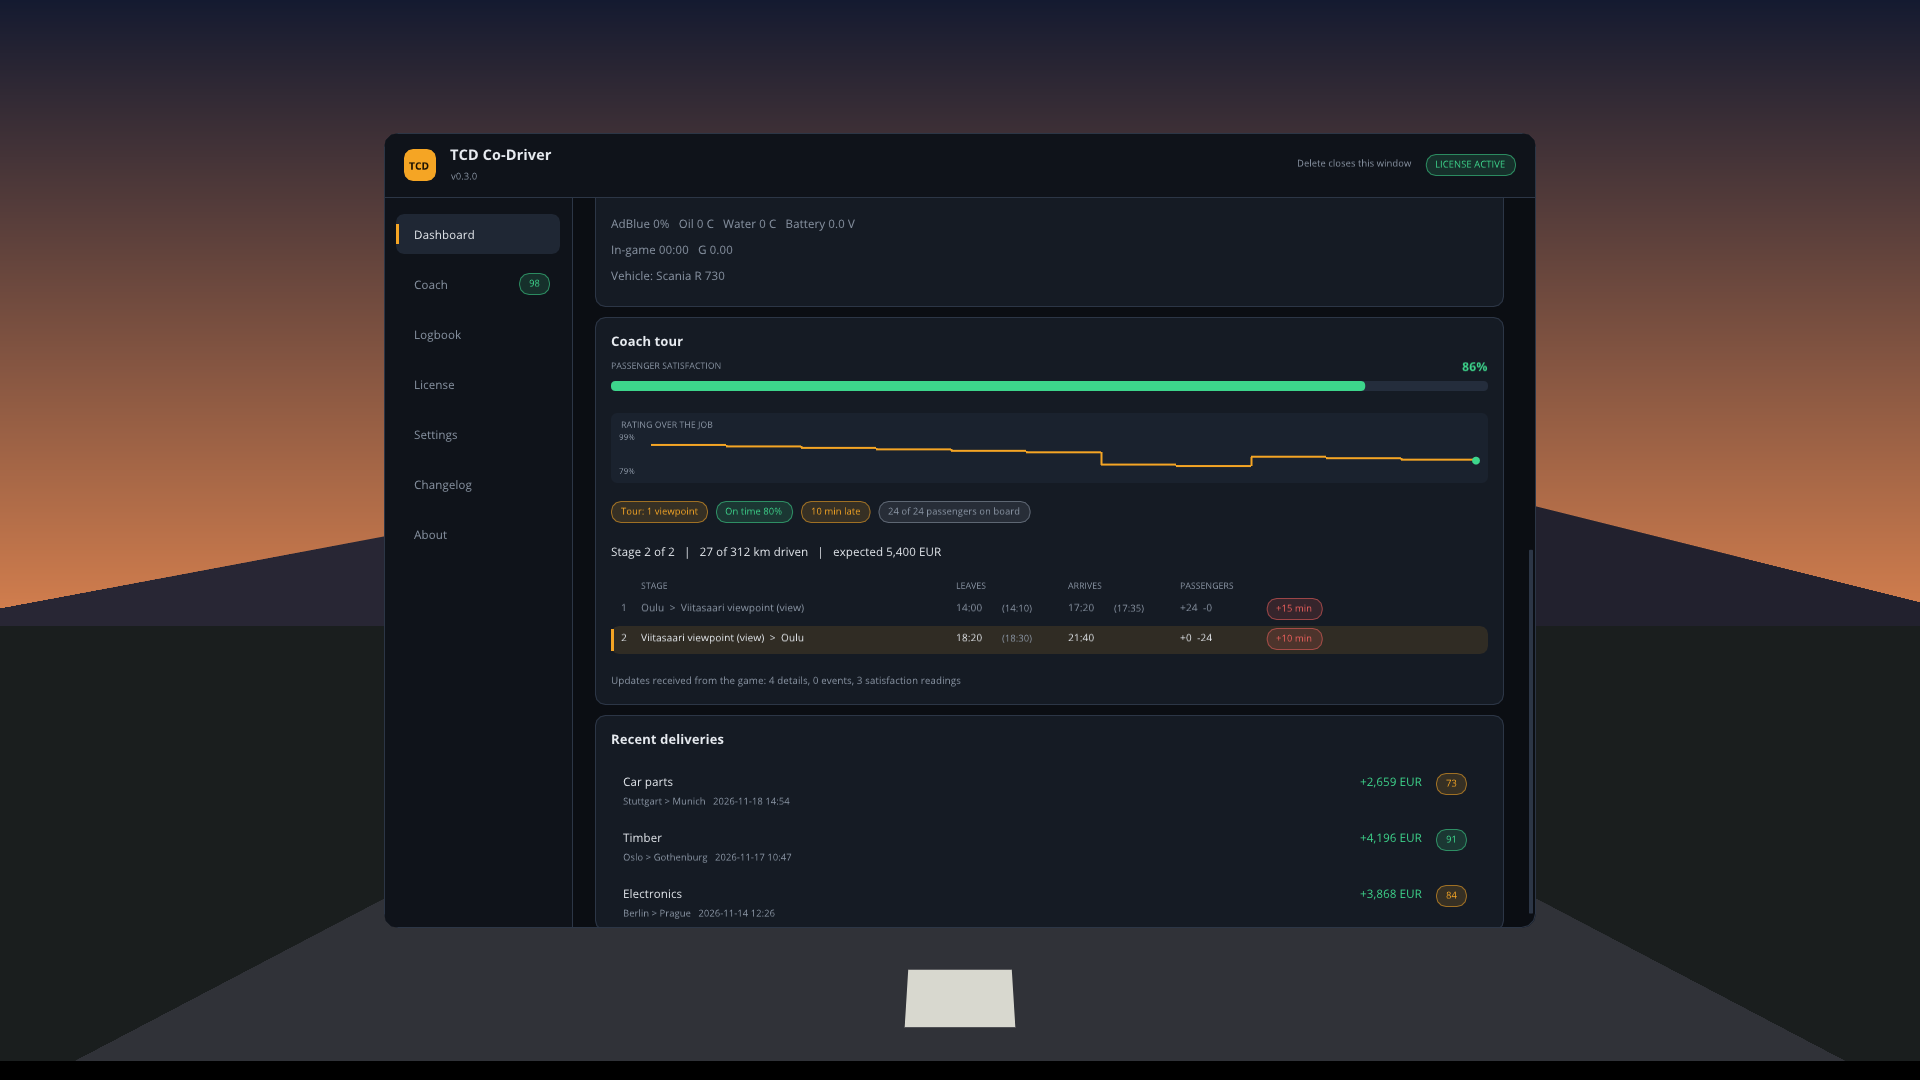 TCD
TCD Co-Driver
v0.3.0
Delete closes this window
LICENSE ACTIVE
Dashboard
Coach
98
Logbook
License
Settings
Changelog
About
AdBlue 0% Oil 0 C Water 0 C Battery 0.0 V
In-game 00:00 G 0.00
Vehicle: Scania R 730
Coach tour
PASSENGER SATISFACTION
86%
RATING OVER THE JOB
99%
79%
Tour: 1 viewpoint
On time 80%
10 min late
24 of 24 passengers on board
Stage 2 of 2 | 27 of 312 km driven | expected 5,400 EUR
STAGE LEAVES ARRIVES PASSENGERS
1 Oulu > Viitasaari viewpoint (view) 14:00 (14:10) 17:20 (17:35) +24 -0 +15 min
2 Viitasaari viewpoint (view) > Oulu 18:20 (18:30) 21:40 +0 -24 +10 min
Updates received from the game: 4 details, 0 events, 3 satisfaction readings
Recent deliveries
Car parts +2,659 EUR 73
Stuttgart > Munich 2026-11-18 14:54
Timber +4,196 EUR 91
Oslo > Gothenburg 2026-11-17 10:47
Electronics +3,868 EUR 84
Berlin > Prague 2026-11-14 12:26